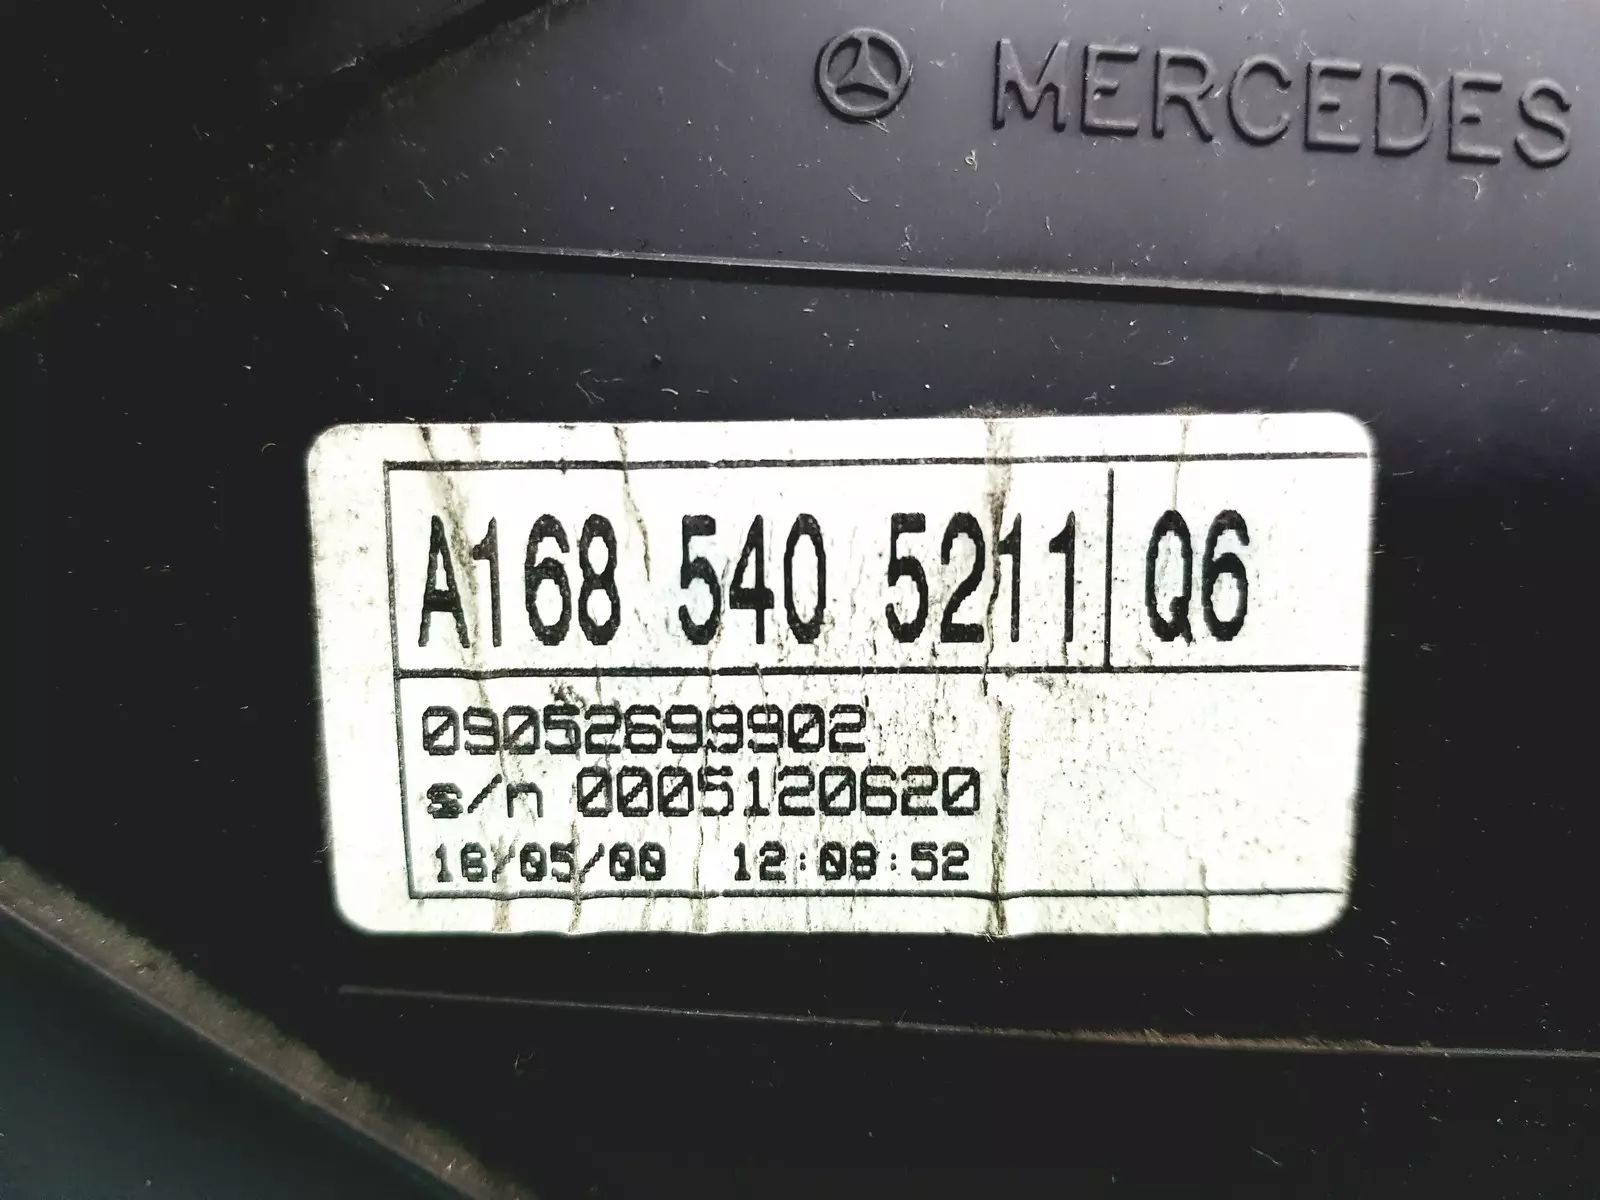 MERCEDES
A168 540 5211 Q6
09052699902
s/n 0005120620
16/05/00 12:08:52